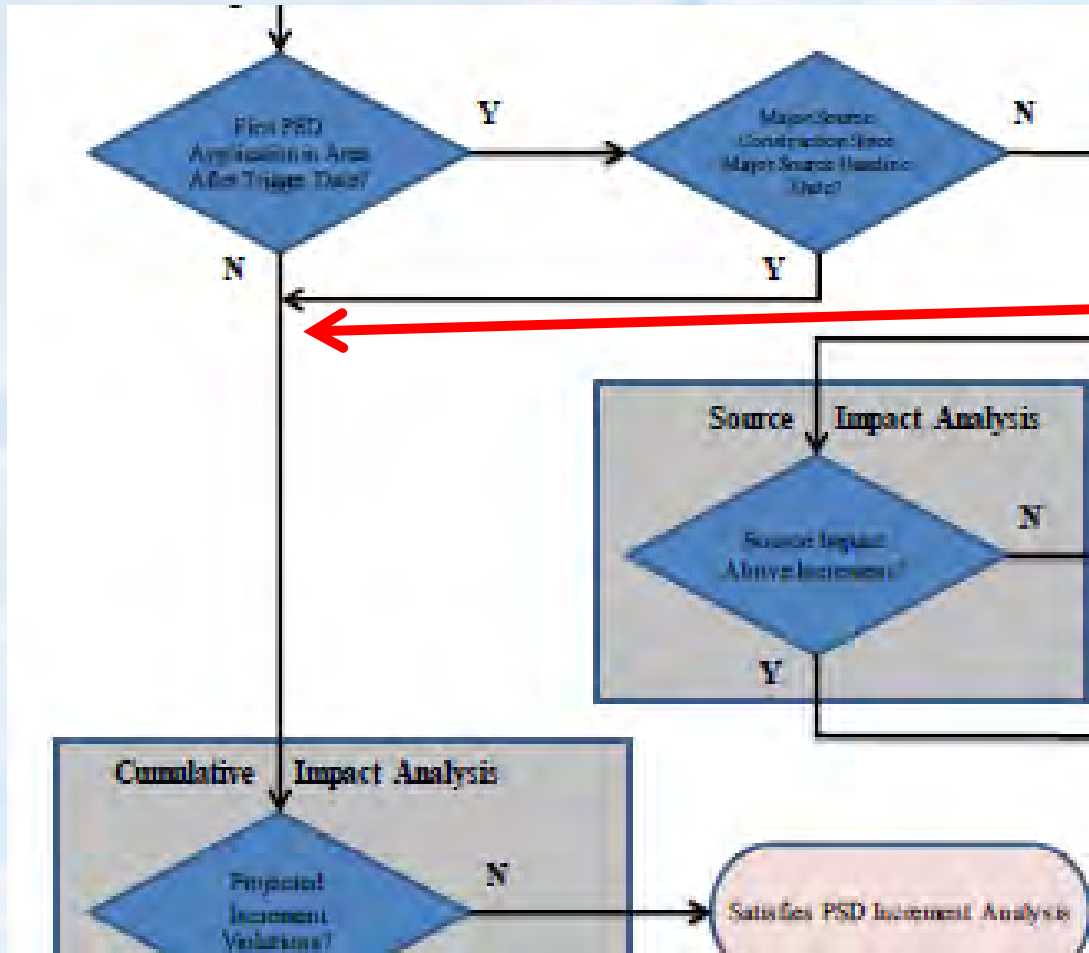 First PSD
Application in Area
After Trigger Date?
Y
Major Source
Construction Since
Major Source Baseline
Date?
N
N
Y
Source Impact Analysis
Source Impact
Above Increment?
N
Y
Cumulative Impact Analysis
Projected
Increment
Violations?
N
Satisfies PSD Increment Analysis